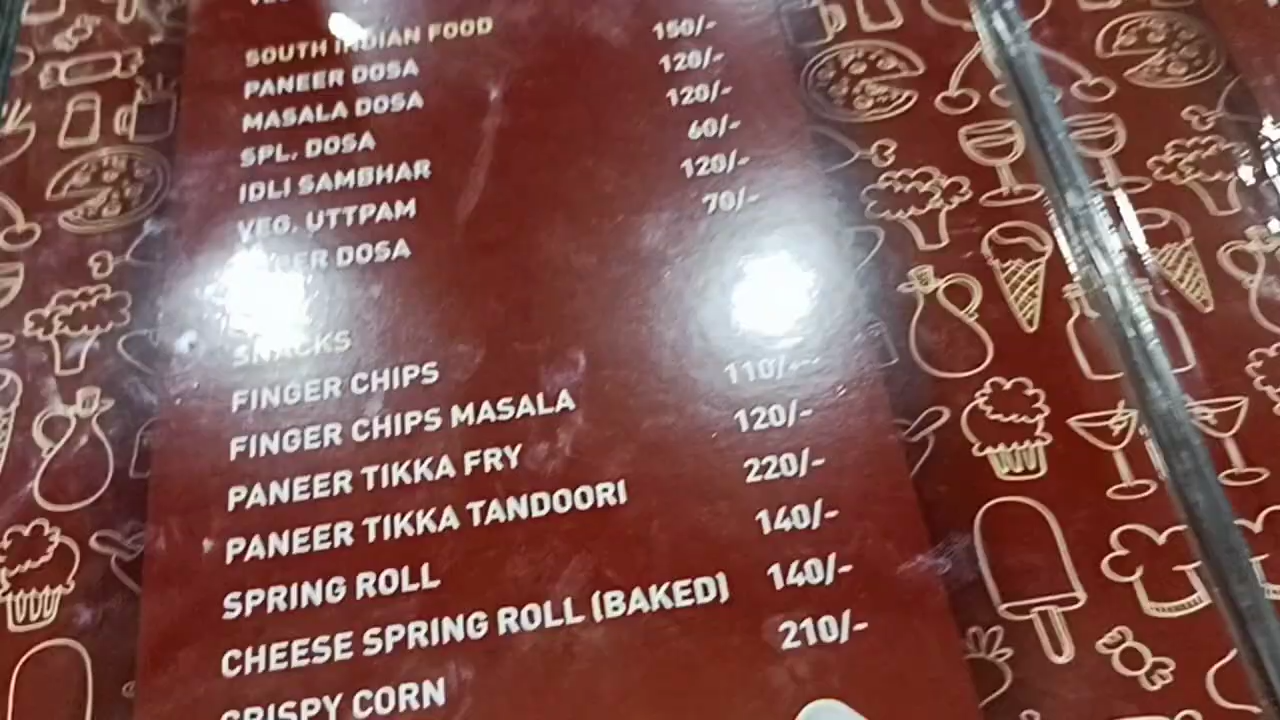 SOUTH INDIAN FOOD
PANEER DOSA 150/-
MASALA DOSA 120/-
SPL. DOSA 120/-
IDLI SAMBHAR 60/-
VEG. UTTPAM 120/-
DOSA 70/-
SNACKS
FINGER CHIPS
FINGER CHIPS MASALA 110/-
PANEER TIKKA FRY 120/-
PANEER TIKKA TANDOORI 220/-
SPRING ROLL 140/-
CHEESE SPRING ROLL (BAKED) 140/-
CRISPY CORN 210/-